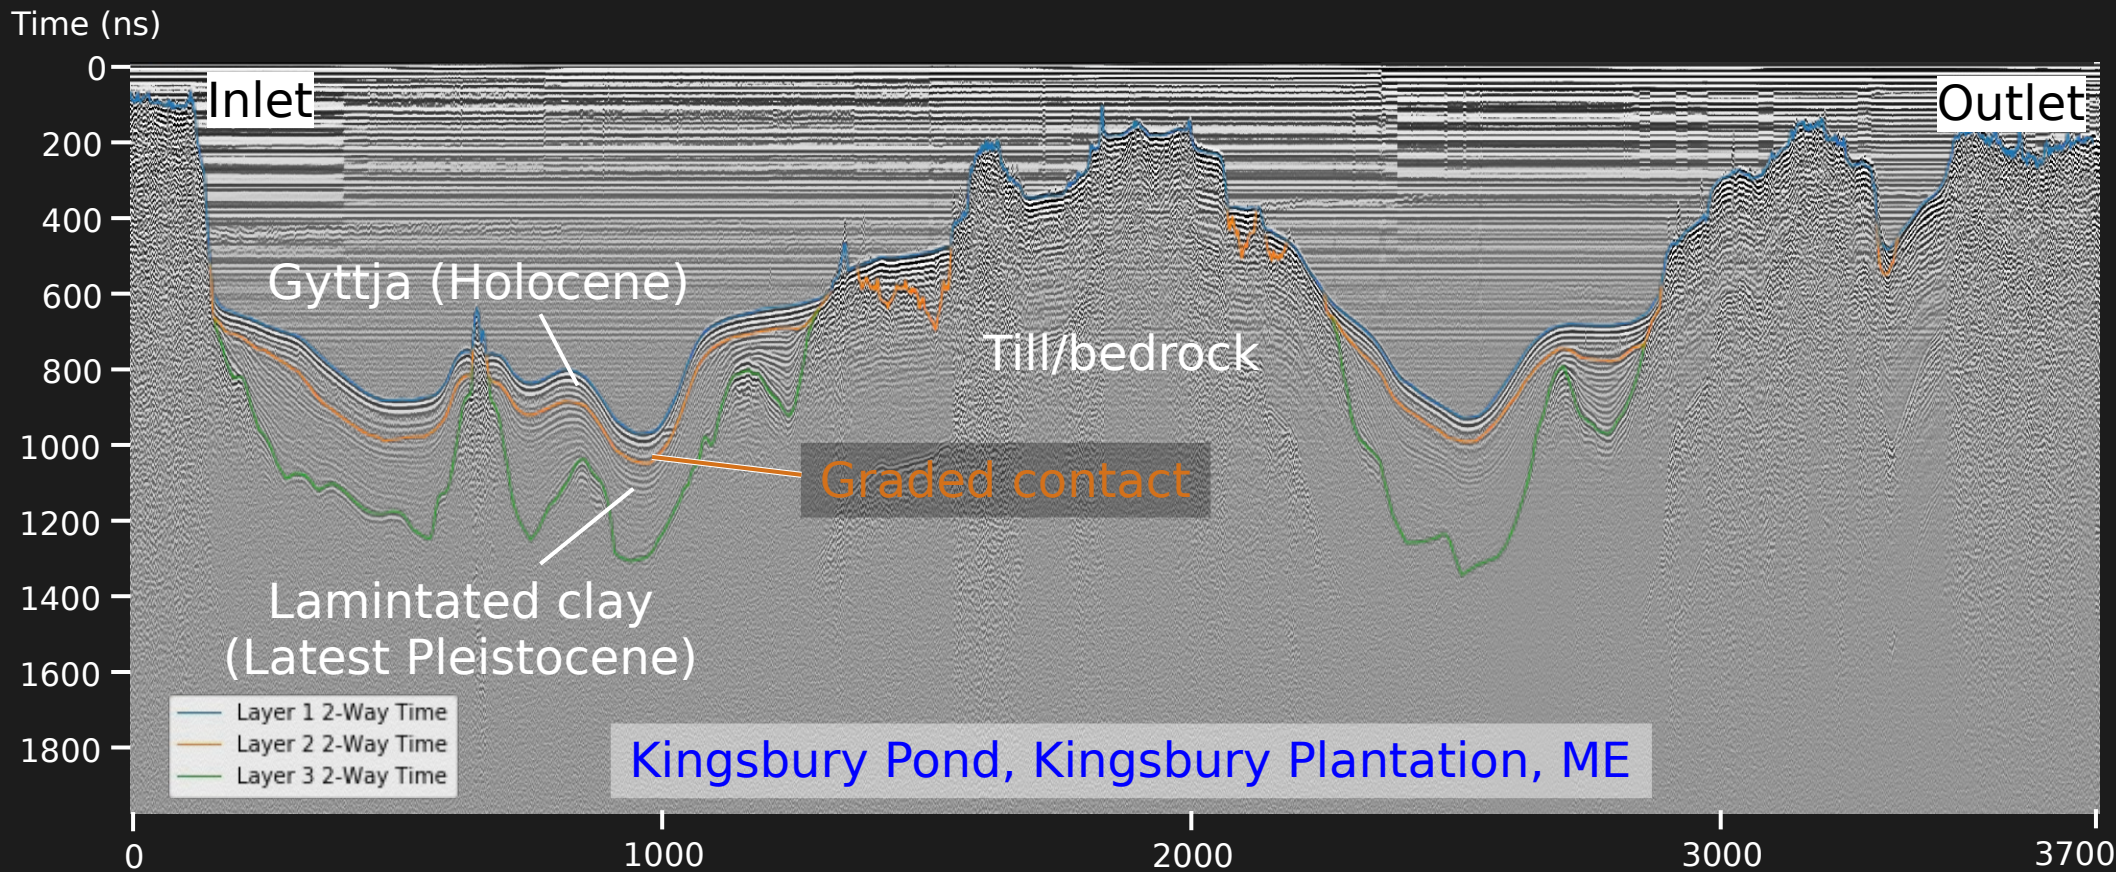 Time (ns)
0
200
400
600
800
1000
1200
1400
1600
1800
Inlet
Outlet
Gyttja (Holocene)
Till/bedrock
Graded contact
Lamintated clay
(Latest Pleistocene)
Layer 1 2-Way Time
Layer 2 2-Way Time
Layer 3 2-Way Time
Kingsbury Pond, Kingsbury Plantation, ME
0
1000
2000
3000
3700